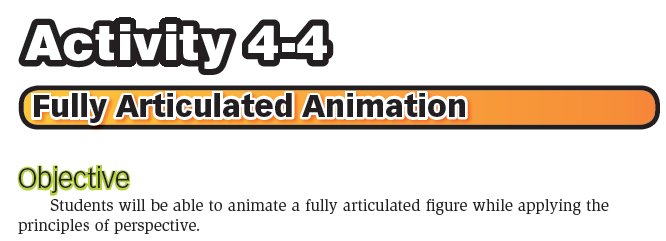 Activity 4-4
Fully Articulated Animation
Objective
Students will be able to animate a fully articulated figure while applying the
principles of perspective.